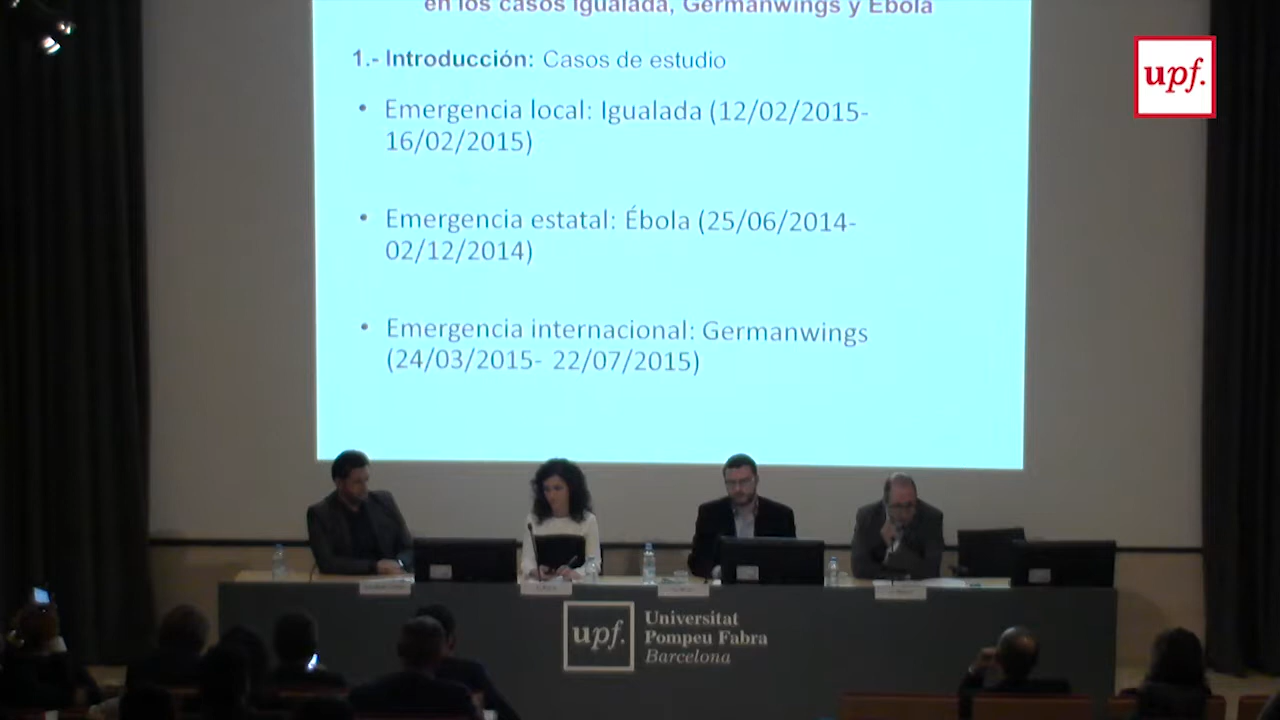 en los casos Igualada, Germanwings y Ébola
1.- Introducción: Casos de estudio
• Emergencia local: Igualada (12/02/2015-
16/02/2015)
• Emergencia estatal: Ébola (25/06/2014-
02/12/2014)
• Emergencia internacional: Germanwings
(24/03/2015- 22/07/2015)
upf.
upf.
Universitat
Pompeu Fabra
Barcelona